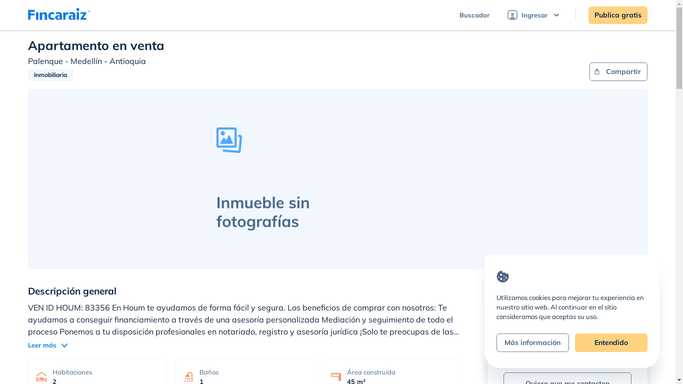 Fincaraiz
Buscador
Ingresar
Publica gratis
Apartamento en venta
Palenque - Medellín - Antioquia
Inmobiliaria
Compartir
Inmueble sin
fotografías
Descripción general
VEN ID HOUM: 83356 En Houm te ayudamos de forma fácil y segura. Los beneficios de comprar con nosotros: Te
ayudamos a conseguir financiamiento a través de una asesoría personalizada Mediación y seguimiento de todo el
proceso Ponemos a tu disposición profesionales en notariado, registro y asesoría jurídica ¡Solo te preocupas de las...
Leer más
Habitaciones
2
Baños
1
Área construida
45 m²
Utilizamos cookies para mejorar tu experiencia en
nuestro sitio web. Al continuar en el sitio
consideramos que aceptas su uso.
Más información
Entendido
Quiero que me contacten